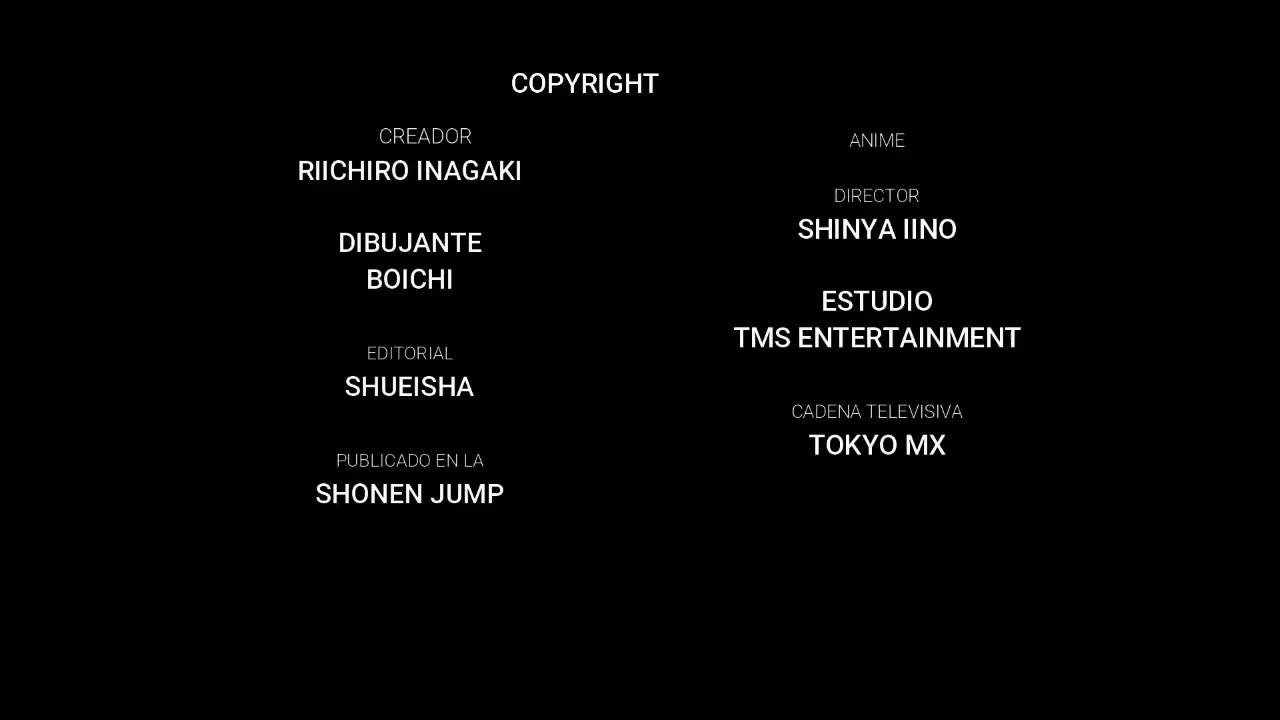 COPYRIGHT
CREADOR
RIICHIRO INAGAKI
DIBUJANTE
BOICHI
EDITORIAL
SHUEISHA
PUBLICADO EN LA
SHONEN JUMP
ANIME
DIRECTOR
SHINYA IINO
ESTUDIO
TMS ENTERTAINMENT
CADENA TELEVISIVA
TOKYO MX